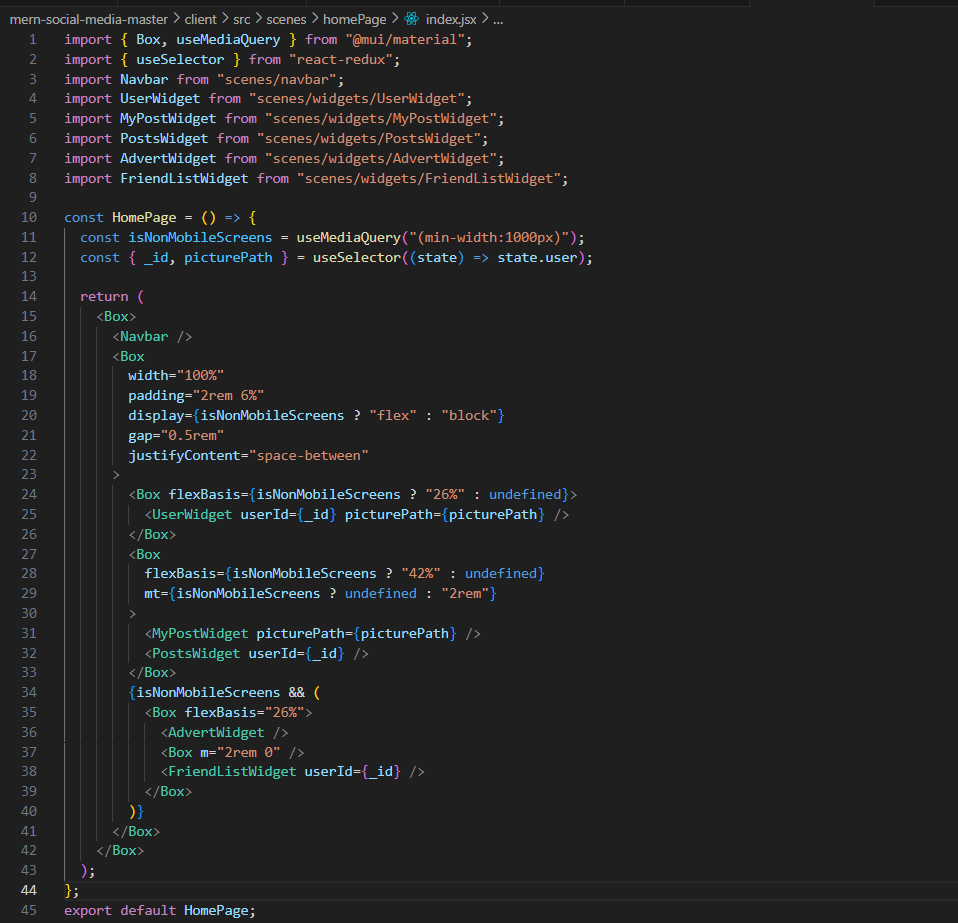 mern-social-media-master > client > src > scenes > homePage > index.jsx > ...
1 import { Box, useMediaQuery } from "@mui/material";
2 import { useSelector } from "react-redux";
3 import Navbar from "scenes/navbar";
4 import UserWidget from "scenes/widgets/UserWidget";
5 import MyPostWidget from "scenes/widgets/MyPostWidget";
6 import PostsWidget from "scenes/widgets/PostsWidget";
7 import AdvertWidget from "scenes/widgets/AdvertWidget";
8 import FriendListWidget from "scenes/widgets/FriendListWidget";
9
10 const HomePage = () => {
11   const isNonMobileScreens = useMediaQuery("(min-width:1000px)");
12   const { _id, picturePath } = useSelector((state) => state.user);
13
14   return (
15     <Box>
16       <Navbar />
17       <Box
18         width="100%"
19         padding="2rem 6%"
20         display={isNonMobileScreens ? "flex" : "block"}
21         gap="0.5rem"
22         justifyContent="space-between"
23       >
24         <Box flexBasis={isNonMobileScreens ? "26%" : undefined}>
25           <UserWidget userId={_id} picturePath={picturePath} />
26         </Box>
27         <Box
28           flexBasis={isNonMobileScreens ? "42%" : undefined}
29           mt={isNonMobileScreens ? undefined : "2rem"}
30         >
31           <MyPostWidget picturePath={picturePath} />
32           <PostsWidget userId={_id} />
33         </Box>
34         {isNonMobileScreens && (
35           <Box flexBasis="26%">
36             <AdvertWidget />
37             <Box m="2rem 0" />
38             <FriendListWidget userId={_id} />
39           </Box>
40         )}
41       </Box>
42     </Box>
43   );
44 };
45 export default HomePage;